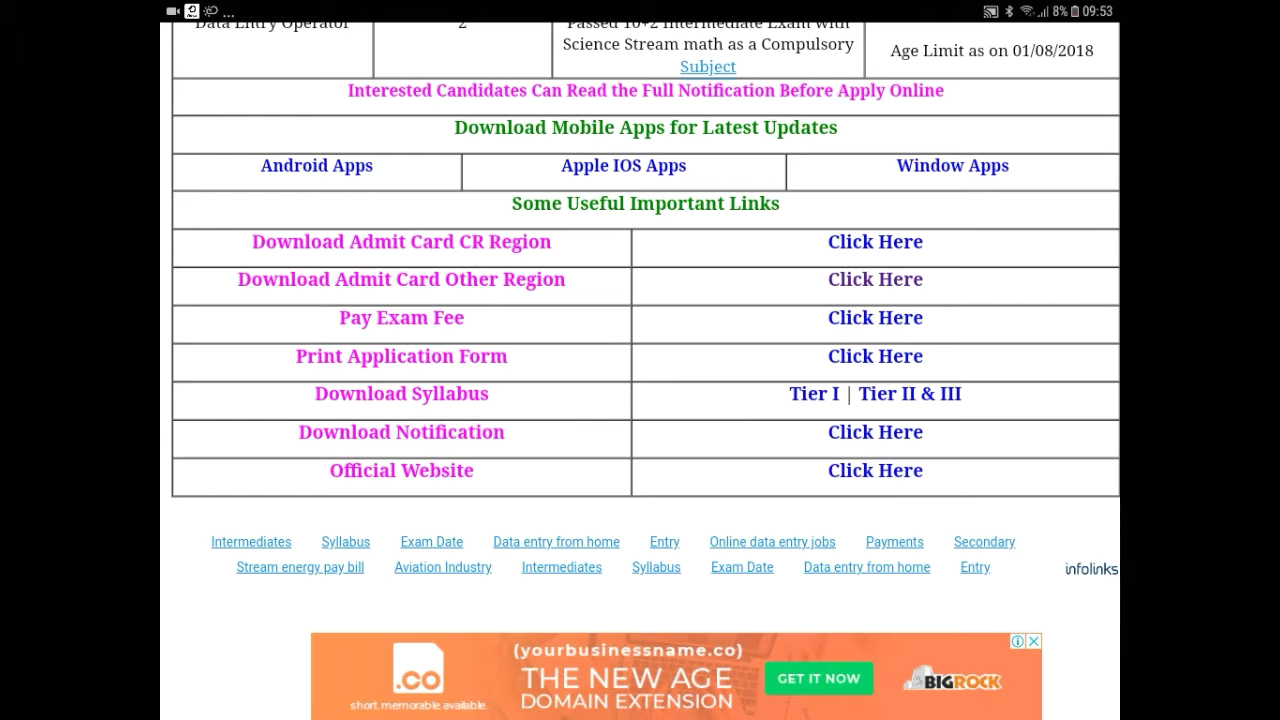 ... 8% 09:53
Data Entry Operator 2 Passed 10+2 Intermediate Exam with
Science Stream math as a Compulsory
Subject
Age Limit as on 01/08/2018
Interested Candidates Can Read the Full Notification Before Apply Online
Download Mobile Apps for Latest Updates
Android Apps Apple IOS Apps Window Apps
Some Useful Important Links
Download Admit Card CR Region Click Here
Download Admit Card Other Region Click Here
Pay Exam Fee Click Here
Print Application Form Click Here
Download Syllabus Tier I | Tier II & III
Download Notification Click Here
Official Website Click Here
Intermediates Syllabus Exam Date Data entry from home Entry Online data entry jobs Payments Secondary
Stream energy pay bill Aviation Industry Intermediates Syllabus Exam Date Data entry from home Entry
infolinks
.co
short. memorable. available.
(yourbusinessname.co)
THE NEW AGE
DOMAIN EXTENSION
GET IT NOW
BIGROCK